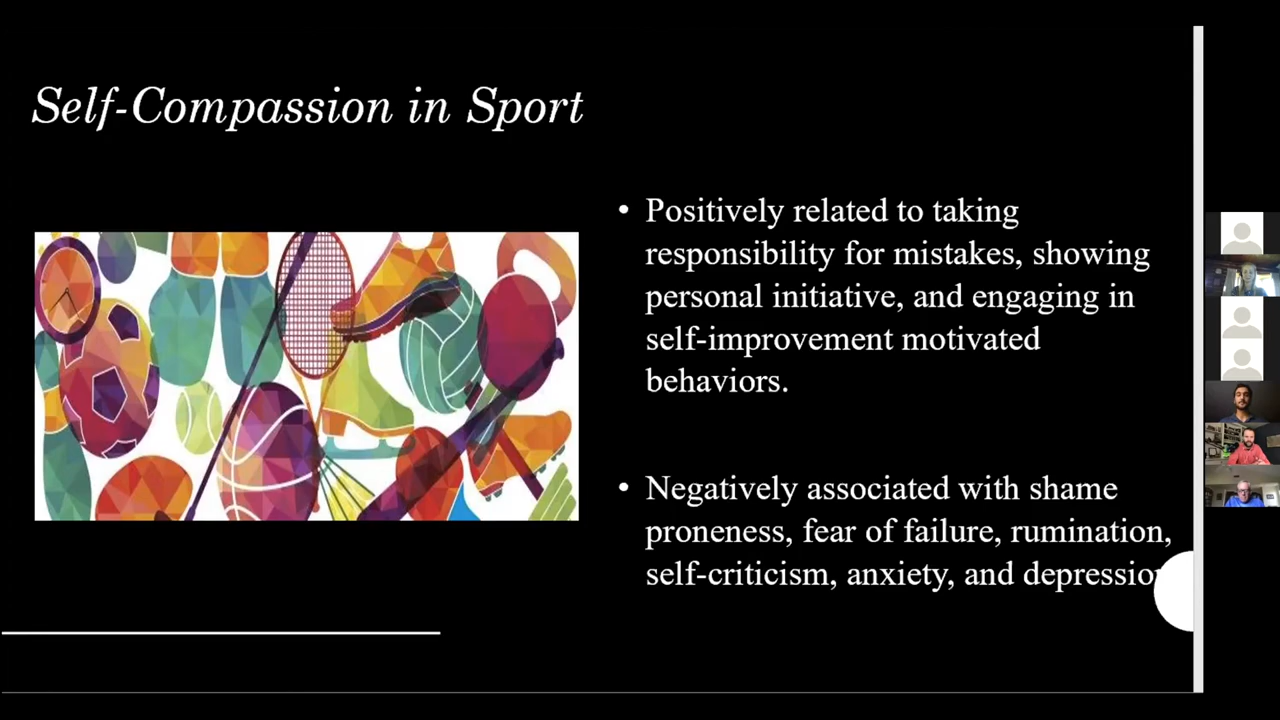 Self-Compassion in Sport
• Positively related to taking
responsibility for mistakes, showing
personal initiative, and engaging in
self-improvement motivated
behaviors.
• Negatively associated with shame
proneness, fear of failure, rumination,
self-criticism, anxiety, and depression